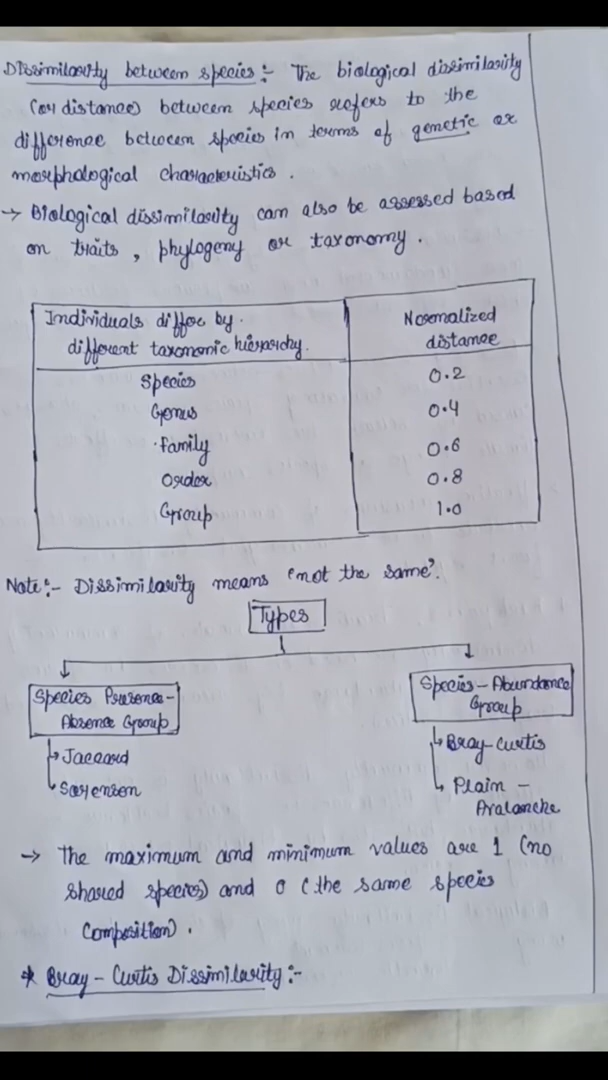 Dissimilarity between species:- The biological dissimilarity
(or distance) between species refers to the
difference between species in terms of genetic or
morphological characteristics.
→ Biological dissimilarity can also be assessed based
on traits, phylogeny or taxonomy.
Individuals differ by. Normalized
different taxonomic hierarchy. distance
Species 0.2
Genus 0.4
Family 0.6
Order 0.8
Group 1.0
Note:- Dissimilarity means 'not the same'.
Types
Species Presence- Species-Abundance
Absence Group Group
Jaccard Bray-Curtis
Sorenson Plain-
Avalanche
→ The maximum and minimum values are 1 (no
shared species) and 0 (the same species
composition).
* Bray-Curtis Dissimilarity:-